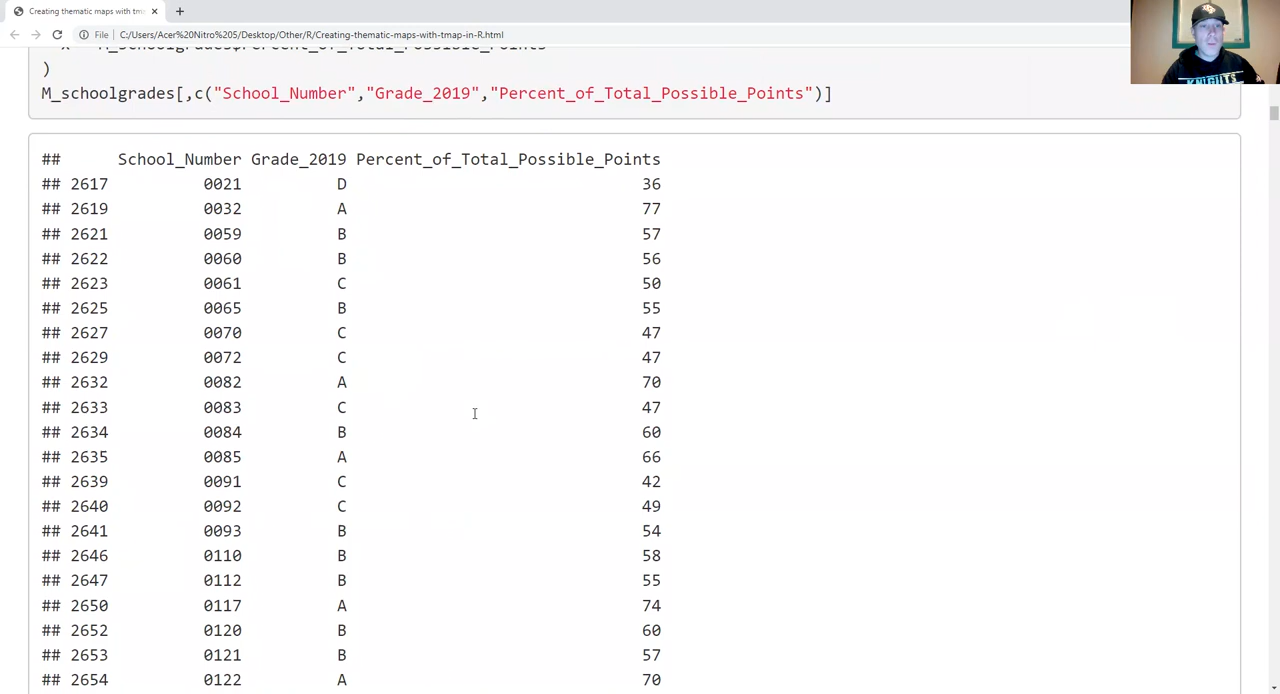 Creating thematic maps with tm
File
C:/Users/Acer%20Nitro%205/Desktop/Other/R/Creating-thematic-maps-with-tmap-in-R.html
)
M_schoolgrades[,c("School_Number","Grade_2019","Percent_of_Total_Possible_Points")]
## School_Number Grade_2019 Percent_of_Total_Possible_Points
## 2617 0021 D 36
## 2619 0032 A 77
## 2621 0059 B 57
## 2622 0060 B 56
## 2623 0061 C 50
## 2625 0065 B 55
## 2627 0070 C 47
## 2629 0072 C 47
## 2632 0082 A 70
## 2633 0083 C 47
## 2634 0084 B 60
## 2635 0085 A 66
## 2639 0091 C 42
## 2640 0092 C 49
## 2641 0093 B 54
## 2646 0110 B 58
## 2647 0112 B 55
## 2650 0117 A 74
## 2652 0120 B 60
## 2653 0121 B 57
## 2654 0122 A 70
KNIGHTS